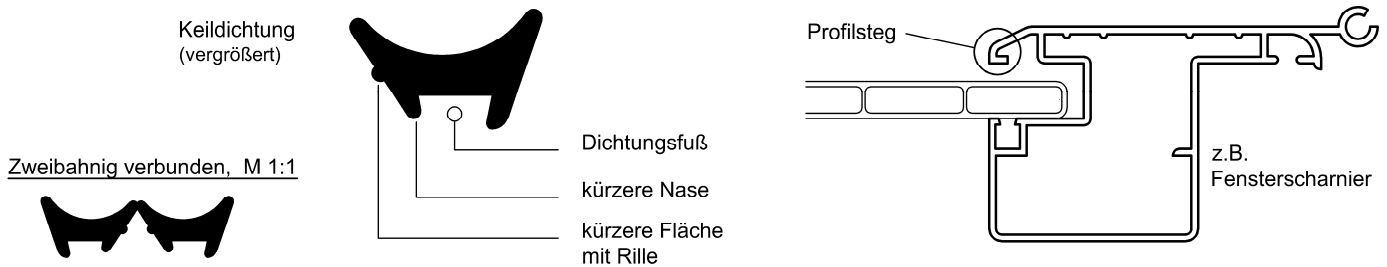 Keildichtung
(vergrößert)
Zweibahnig verbunden, M 1:1
Dichtungsfuß
kürzere Nase
kürzere Fläche
mit Rille
Profilsteg
z.B.
Fensterscharnier